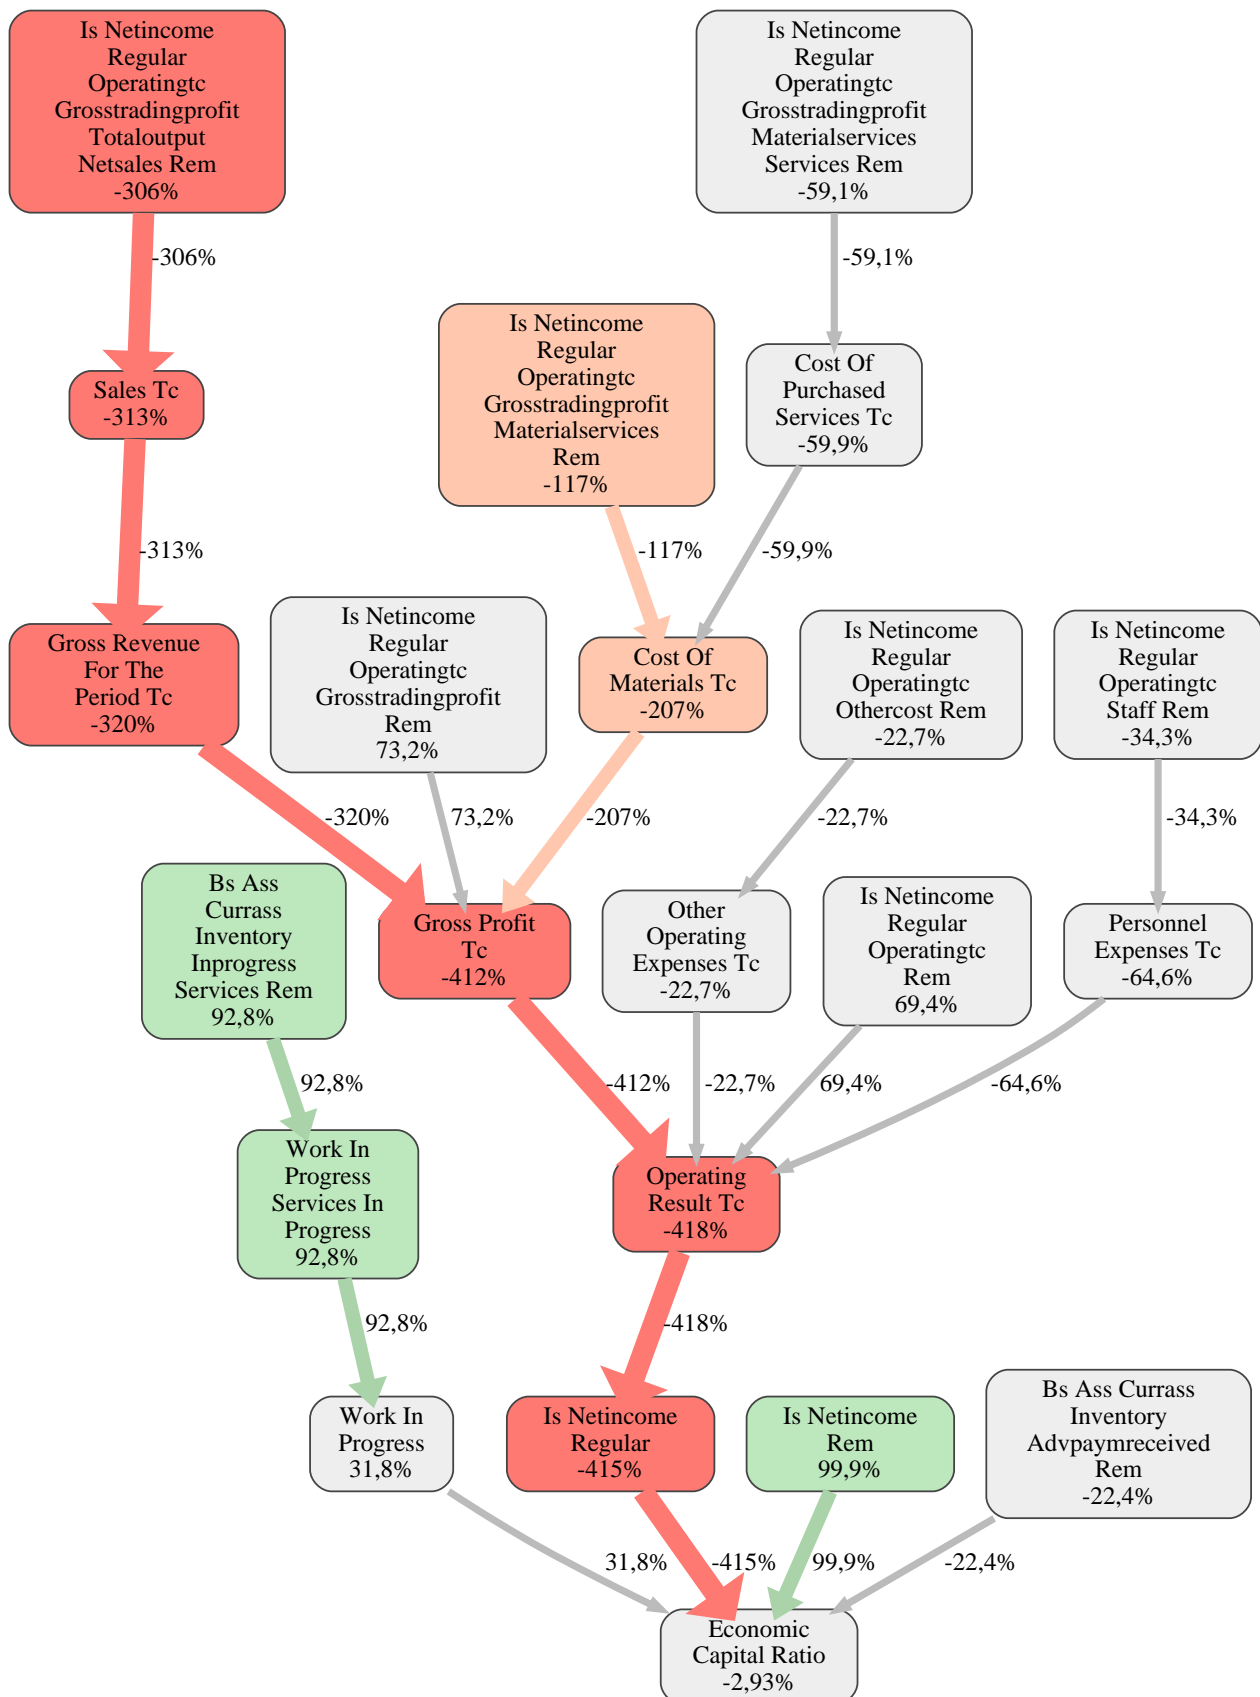 Is Netincome
Regular
Operatingtc
Grosstradingprofit
Totaloutput
Netsales Rem
-306%
Is Netincome
Regular
Operatingtc
Grosstradingprofit
Materialservices
Services Rem
-59,1%
-306%
-59,1%
Is Netincome
Regular
Operatingtc
Grosstradingprofit
Materialservices
Rem
-117%
Sales Tc
-313%
Cost Of
Purchased
Services Tc
-59,9%
-313%
-117%
-59,9%
Gross Revenue
For The
Period Tc
-320%
Is Netincome
Regular
Operatingtc
Grosstradingprofit
Rem
73,2%
Cost Of
Materials Tc
-207%
Is Netincome
Regular
Operatingtc
Othercost Rem
-22,7%
Is Netincome
Regular
Operatingtc
Staff Rem
-34,3%
-320%
73,2%
-207%
-22,7%
-34,3%
Bs Ass
Currass
Inventory
Inprogress
Services Rem
92,8%
Gross Profit
Tc
-412%
Other
Operating
Expenses Tc
-22,7%
Is Netincome
Regular
Operatingtc
Rem
69,4%
Personnel
Expenses Tc
-64,6%
92,8%
-412%
-22,7%
69,4%
-64,6%
Work In
Progress
Services In
Progress
92,8%
Operating
Result Tc
-418%
92,8%
-418%
Work In
Progress
31,8%
Is Netincome
Regular
-415%
Is Netincome
Rem
99,9%
Bs Ass Currass
Inventory
Advpaymreceived
Rem
-22,4%
31,8%
-415%
99,9%
-22,4%
Economic
Capital Ratio
-2,93%